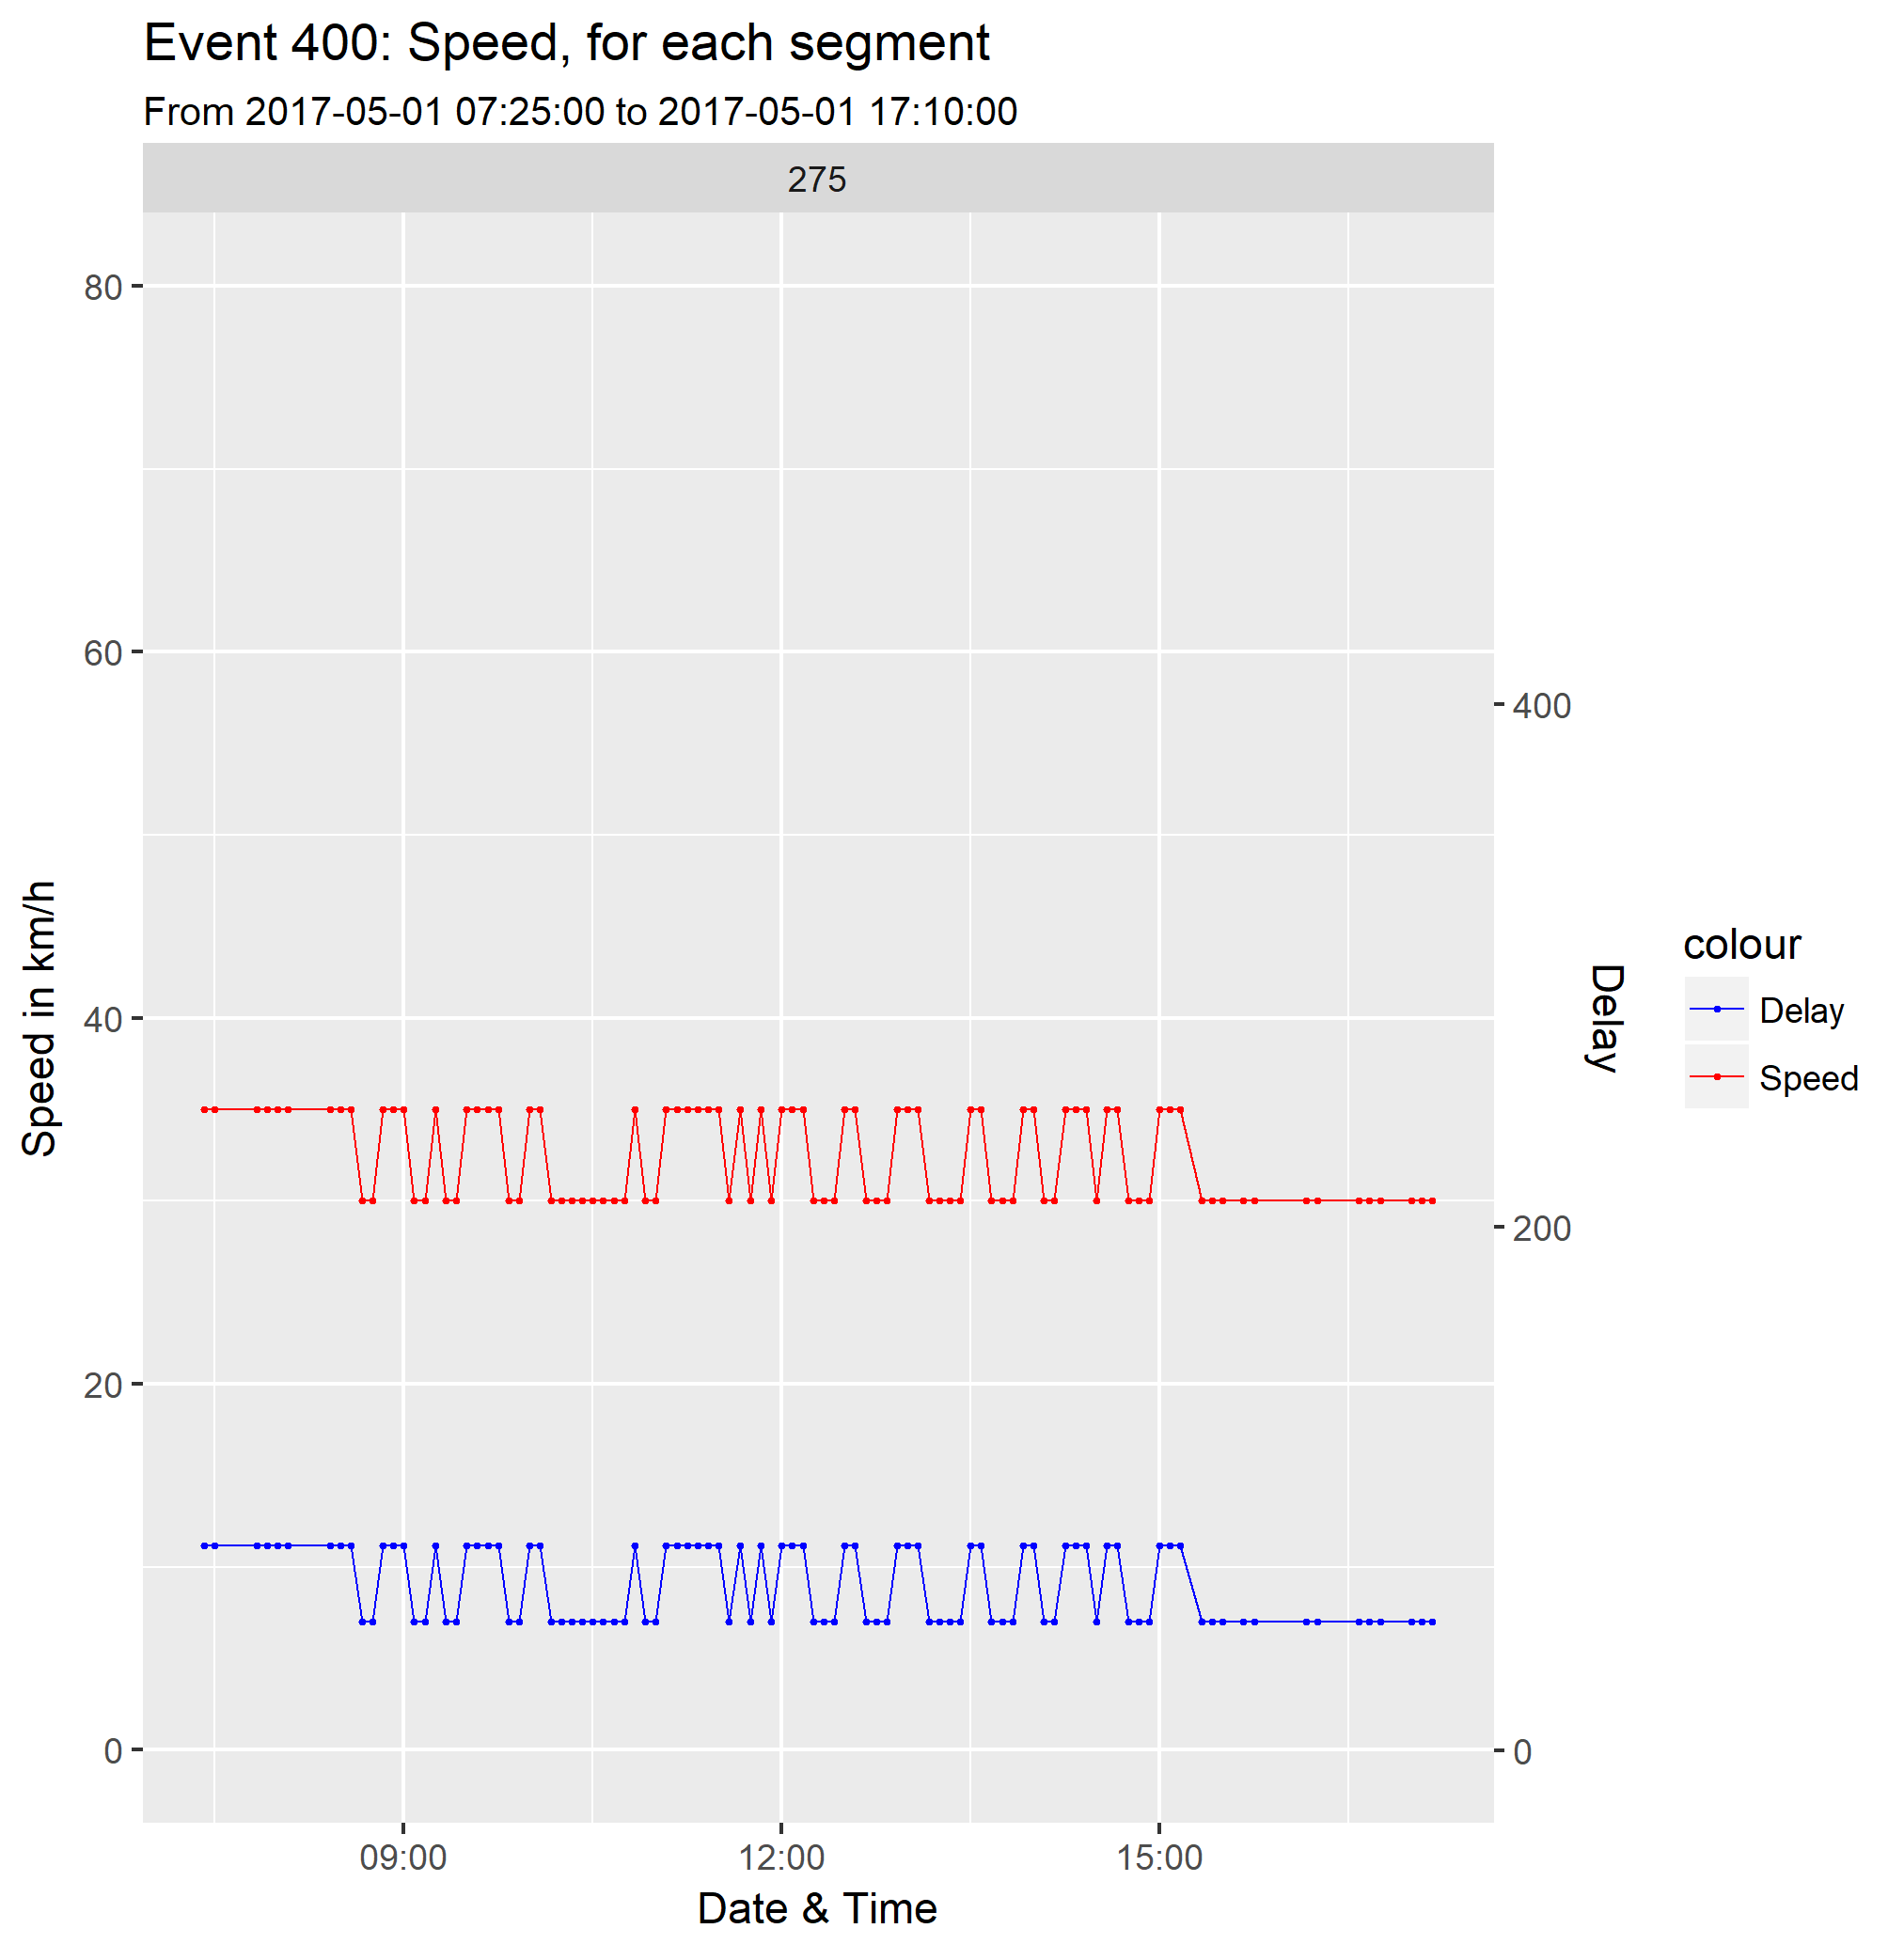 Event 400: Speed, for each segment
From 2017-05-01 07:25:00 to 2017-05-01 17:10:00
275
80
60
40
20
0
Speed in km/h
400
200
0
Delay
09:00
12:00
15:00
Date & Time
colour
Delay
Speed